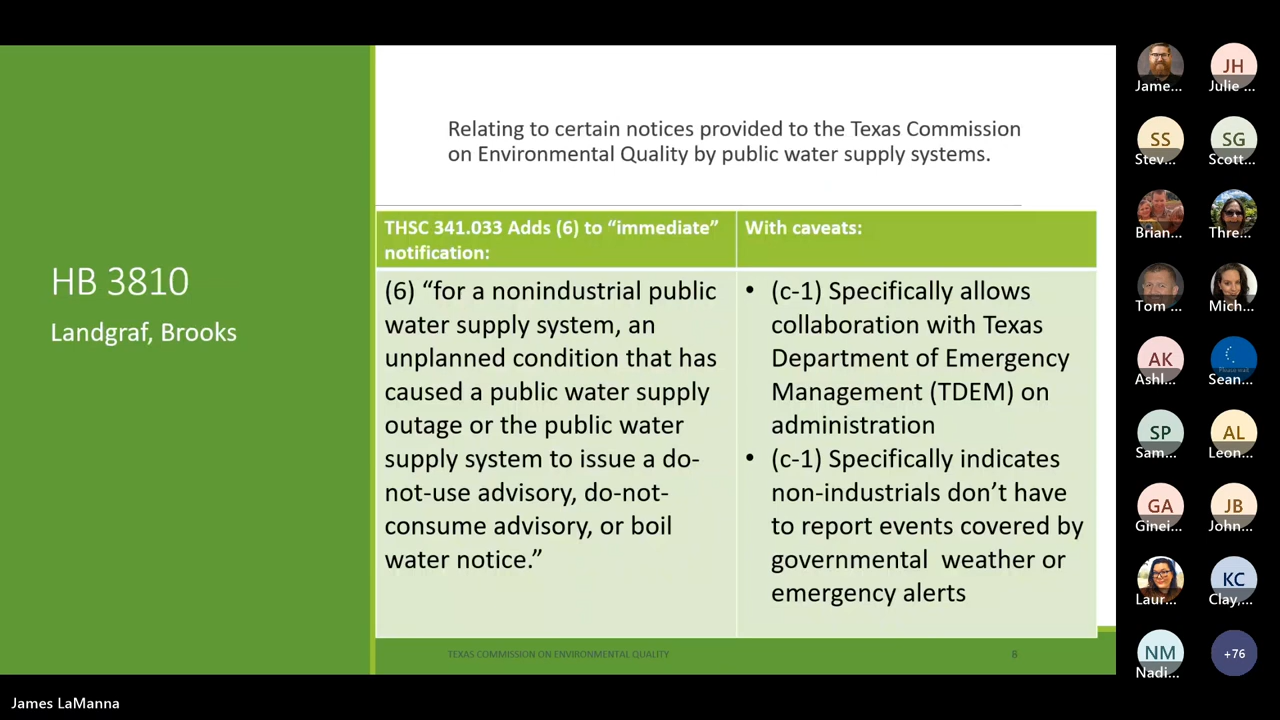 Relating to certain notices provided to the Texas Commission
on Environmental Quality by public water supply systems.
HB 3810
Landgraf, Brooks
THSC 341.033 Adds (6) to “immediate”
notification:
(6) “for a nonindustrial public
water supply system, an
unplanned condition that has
caused a public water supply
outage or the public water
supply system to issue a do-
not-use advisory, do-not-
consume advisory, or boil
water notice.”
With caveats:
• (c-1) Specifically allows
collaboration with Texas
Department of Emergency
Management (TDEM) on
administration
• (c-1) Specifically indicates
non-industrials don’t have
to report events covered by
governmental weather or
emergency alerts
TEXAS COMMISSION ON ENVIRONMENTAL QUALITY
8
Jame...
JH
Julie ...
SS
Stev...
SG
Scott...
Brian...
Thre...
Tom ...
Mich...
AK
Ashl...
Sean...
SP
Sam...
AL
Leon...
GA
Ginei...
JB
John...
Laur...
KC
Clay,...
NM
Nadi...
+76
James LaManna